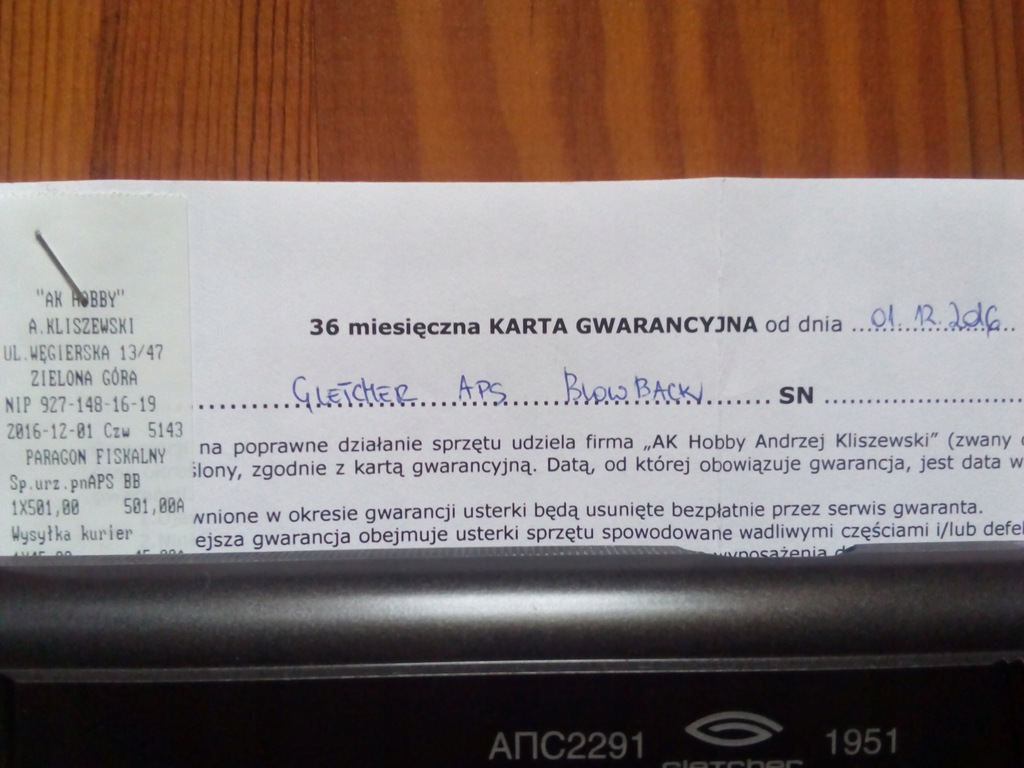 "AK HOBBY"
A.KLISZEWSKI
UL.WĘGIERSKA 13/47
ZIELONA GÓRA
NIP 927-148-16-19
2016-12-01 Czw 5143
PARAGON FISKALNY
Sp.urz.pnAPS BB
1X501,00 501,00A
Wysyłka kurier
36 miesięczna KARTA GWARANCYJNA od dnia ...01.12.2016...
GLETCHER APS BLOWBACK SN
na poprawne działanie sprzętu udziela firma „AK Hobby Andrzej Kliszewski” (zwany
ślony, zgodnie z kartą gwarancyjną. Datą, od której obowiązuje gwarancja, jest data w
wnione w okresie gwarancji usterki będą usunięte bezpłatnie przez serwis gwaranta.
ejsza gwarancja obejmuje usterki sprzętu spowodowane wadliwymi częściami i/lub defek
wyposażenia
АПС2291 1951
GLETCHER